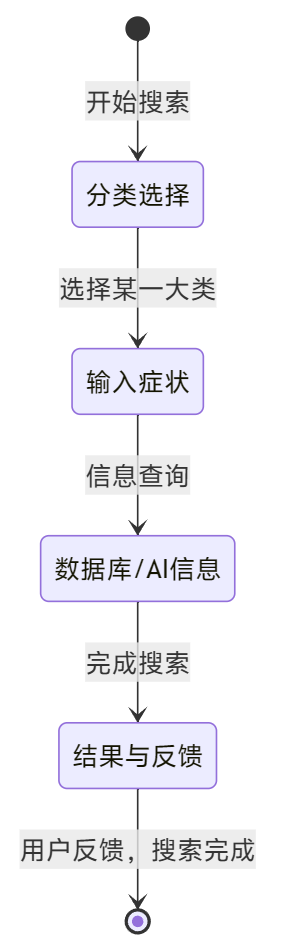 开始搜索
分类选择
选择某一大类
输入症状
信息查询
数据库/AI信息
完成搜索
结果与反馈
用户反馈，搜索完成